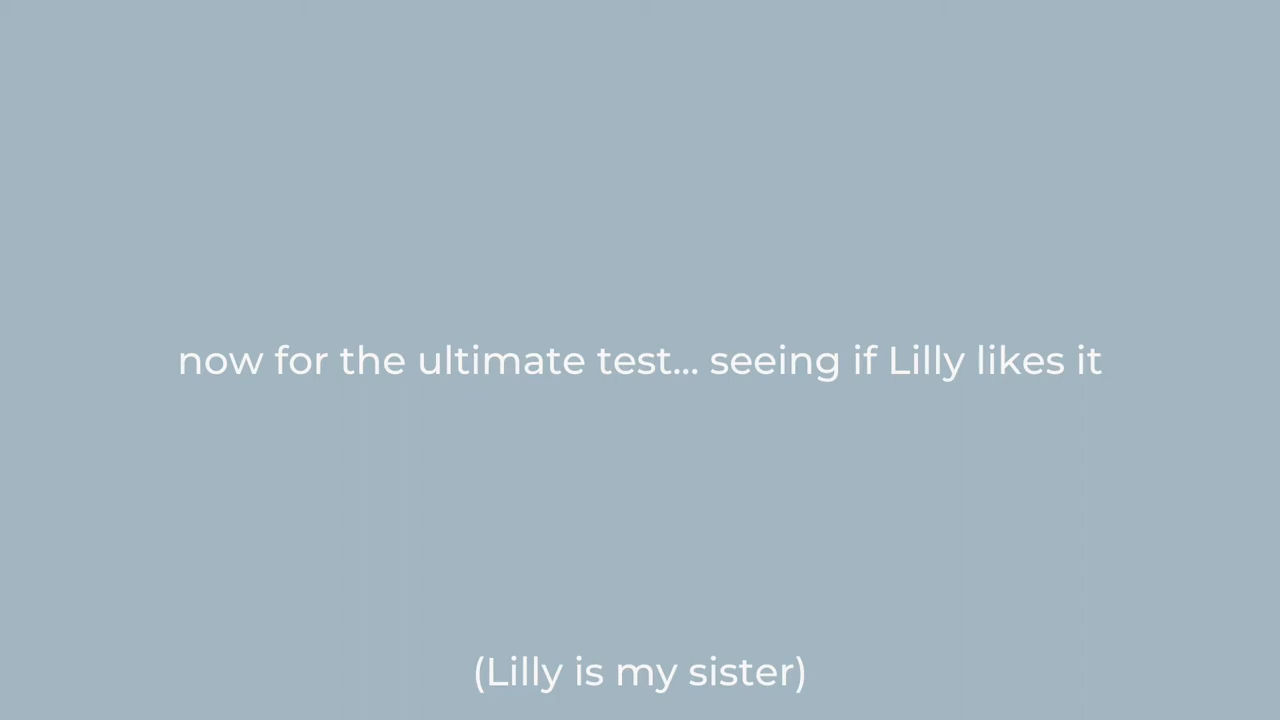 now for the ultimate test... seeing if Lilly likes it
(Lilly is my sister)